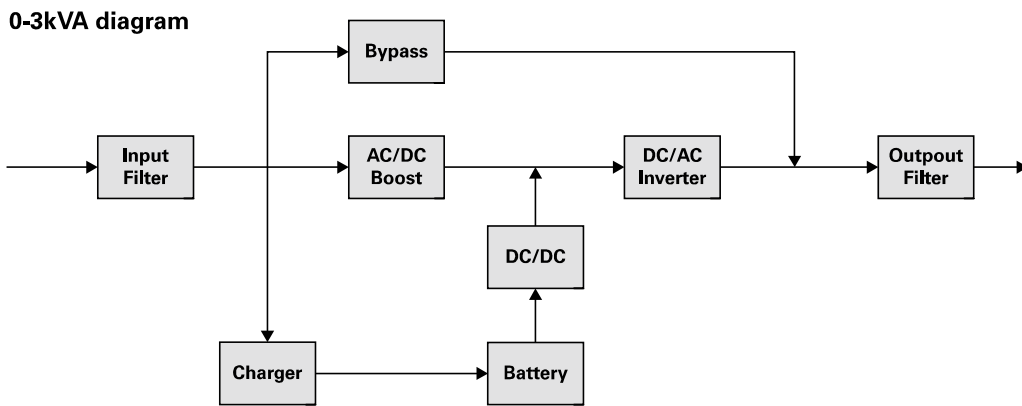 0-3kVA diagram
Bypass
Input
Filter
AC/DC
Boost
DC/AC
Inverter
Outpout
Filter
DC/DC
Charger
Battery